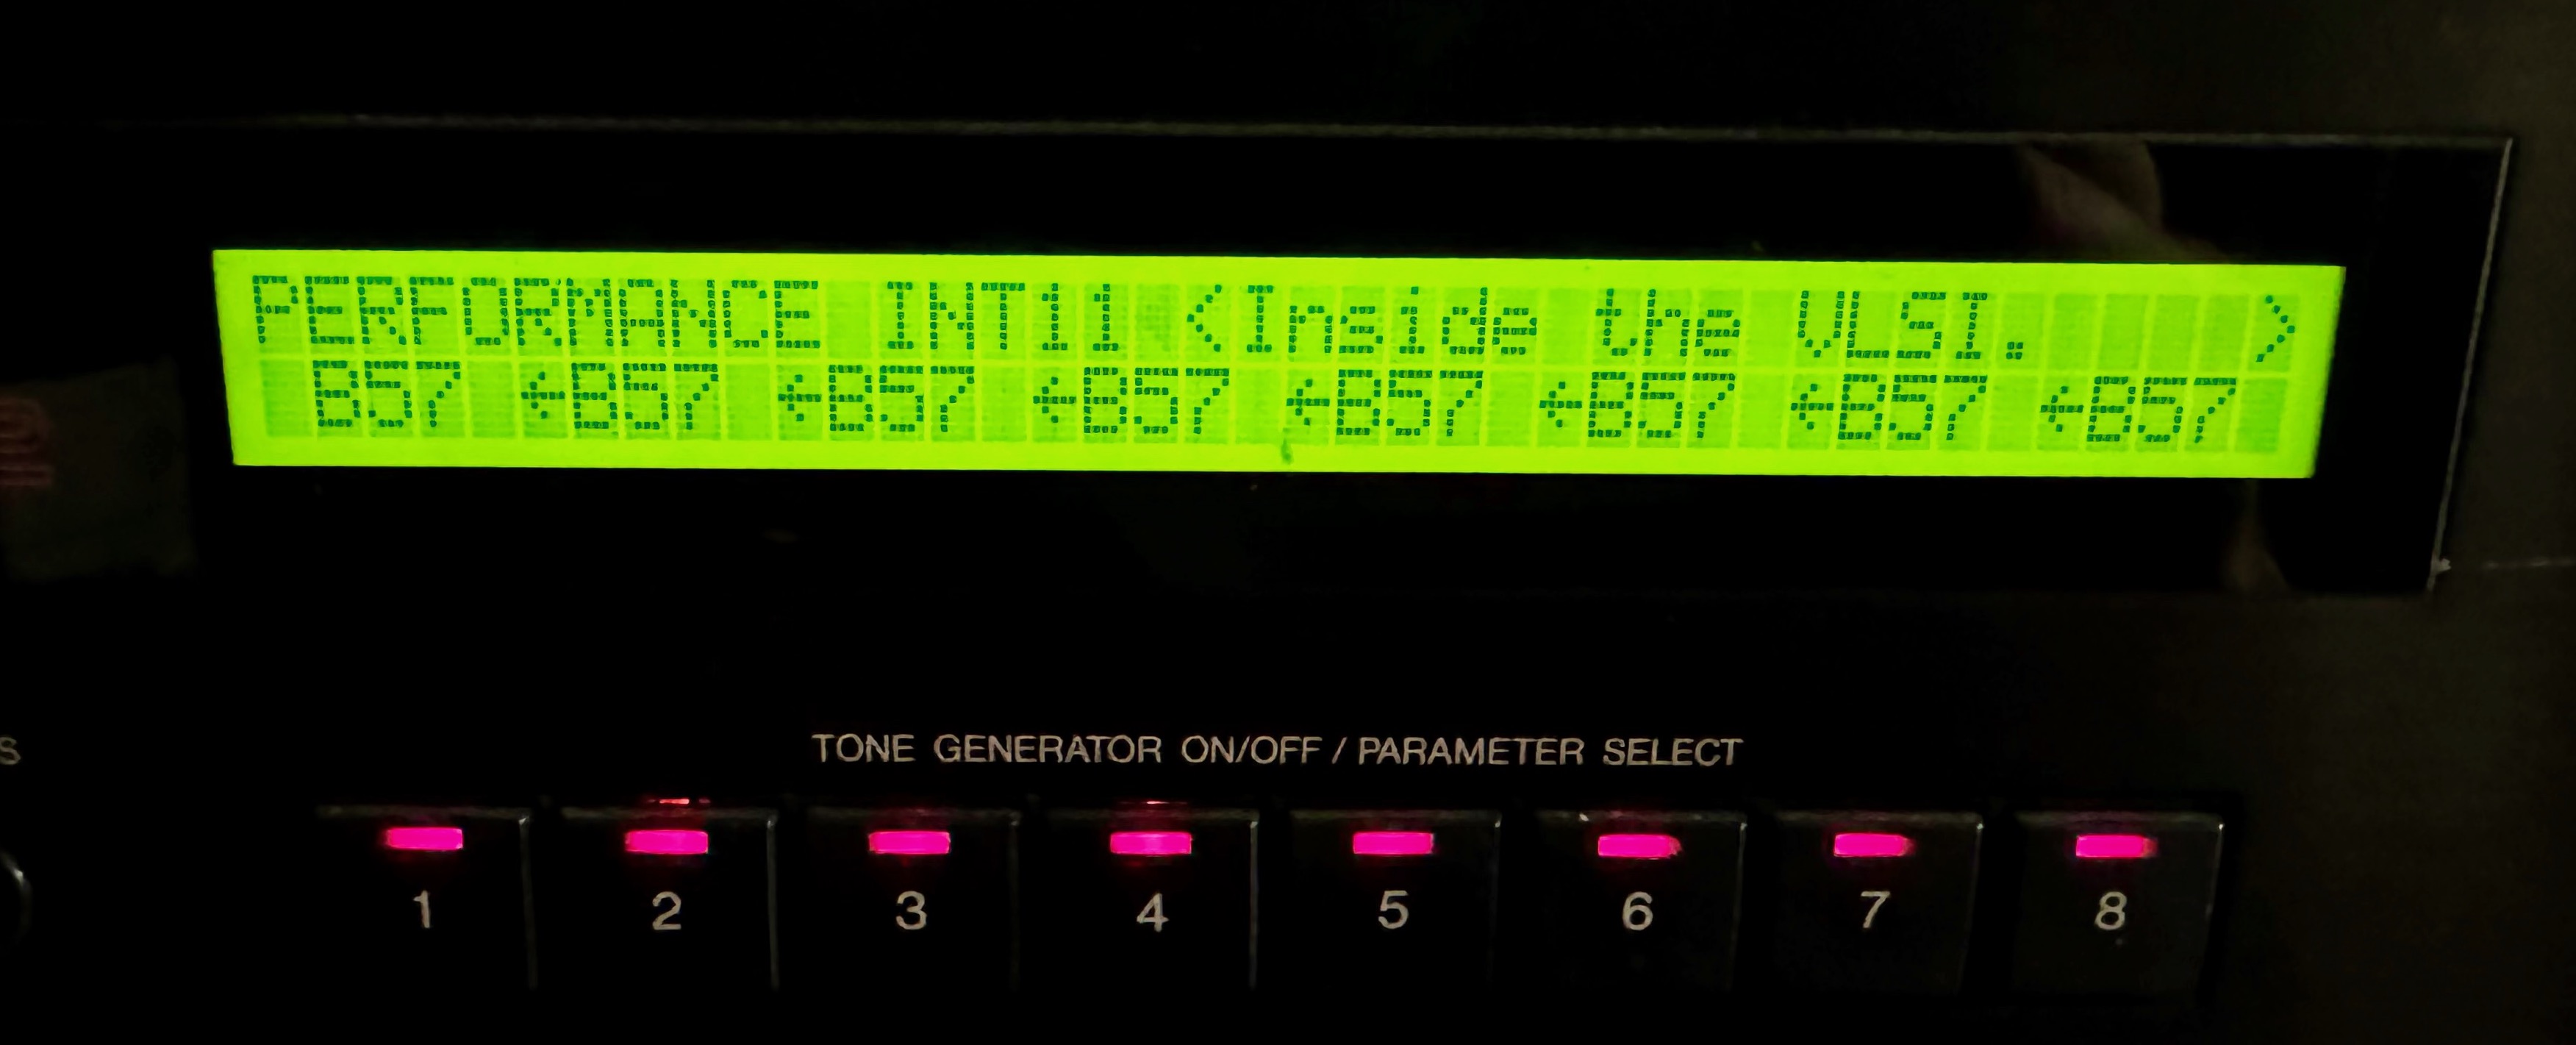 PERFORMANCE INT11 <Inside the VLSI.    >
B57 ←B57 ←B57 ←B57 ←B57 ←B57 ←B57 ←B57
TONE GENERATOR ON/OFF / PARAMETER SELECT
1 2 3 4 5 6 7 8